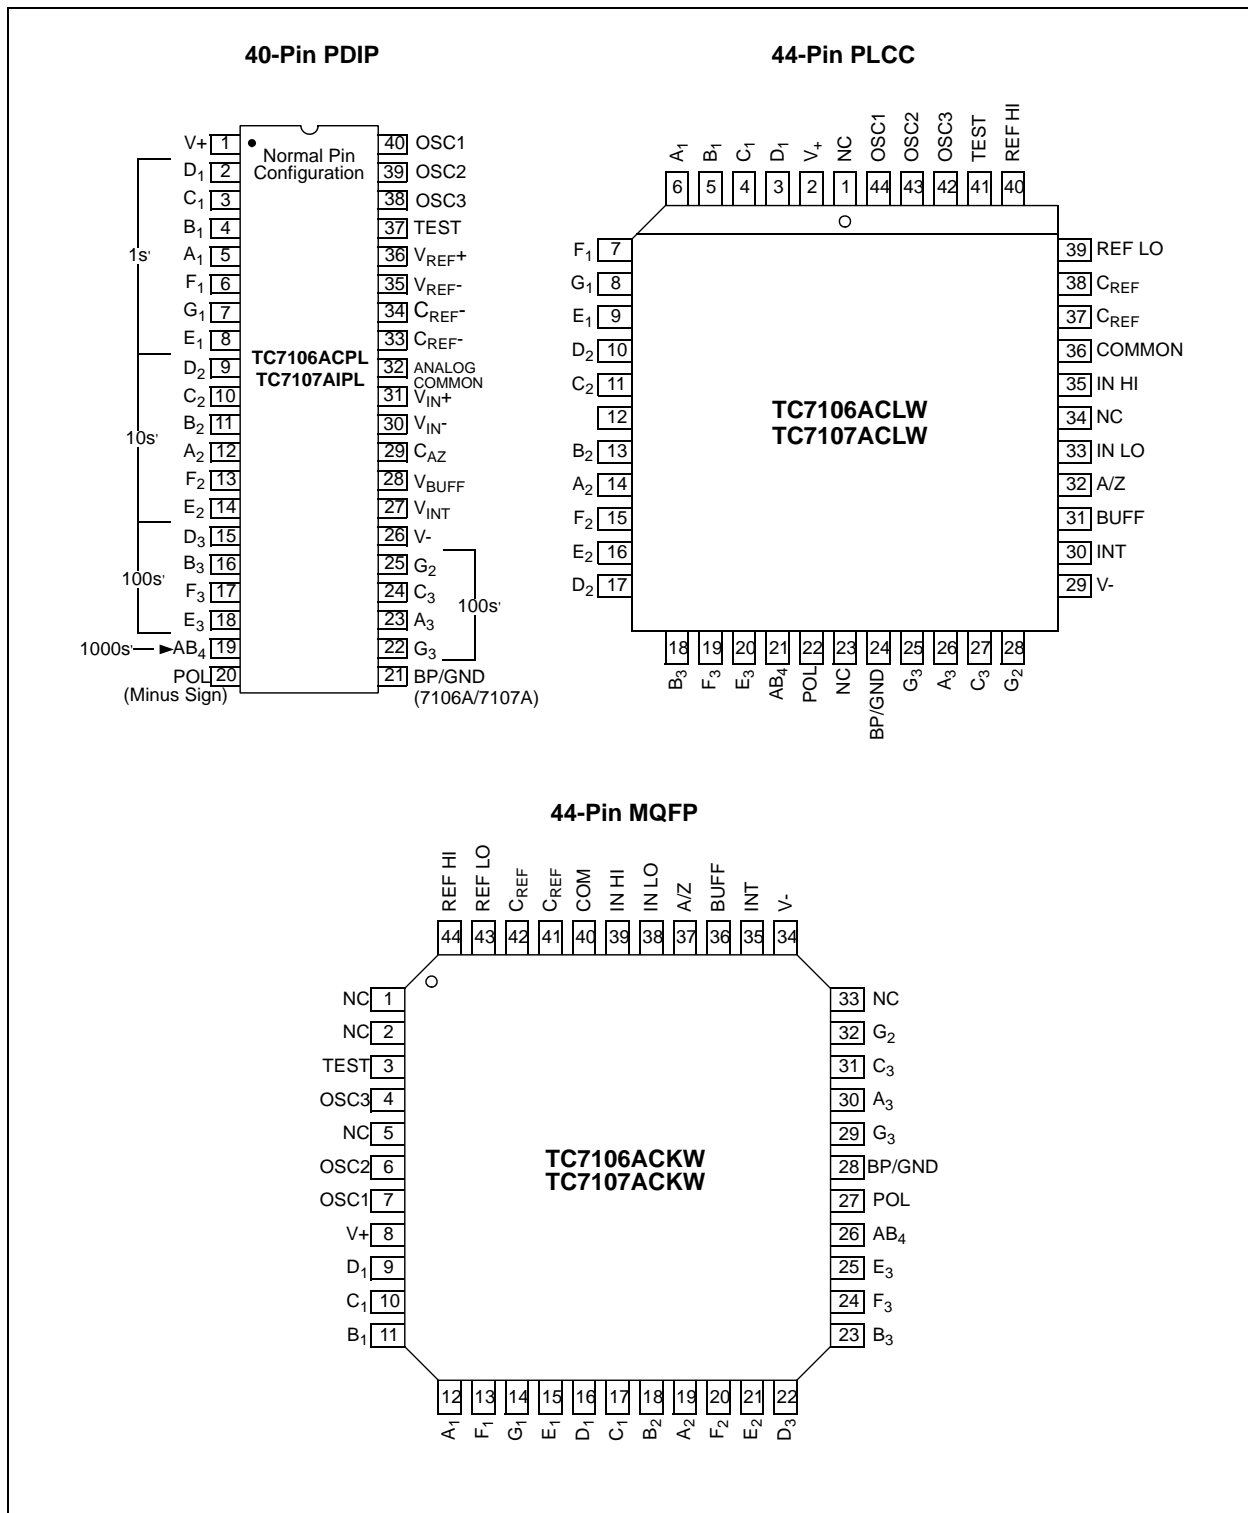 40-Pin PDIP
V+ 1
D1 2
C1 3
B1 4
A1 5
F1 6
G1 7
E1 8
D2 9
C2 10
B2 11
A2 12
F2 13
E2 14
D3 15
B3 16
F3 17
E3 18
AB4 19
POL 20
(Minus Sign)
1s'
10s'
100s'
1000s'
Normal Pin
Configuration
TC7106ACPL
TC7107AIPL
40 OSC1
39 OSC2
38 OSC3
37 TEST
36 VREF+
35 VREF-
34 CREF-
33 CREF-
32 ANALOG
COMMON
31 VIN+
30 VIN-
29 CAZ
28 VBUFF
27 VINT
26 V-
25 G2
24 C3
23 A3
22 G3
21 BP/GND
(7106A/7107A)
100s'
44-Pin PLCC
A1 B1 C1 D1 V+ NC OSC1 OSC2 OSC3 TEST REF HI
6 5 4 3 2 1 44 43 42 41 40
F1 7
G1 8
E1 9
D2 10
C2 11
12
B2 13
A2 14
F2 15
E2 16
D2 17
TC7106ACLW
TC7107ACLW
39 REF LO
38 CREF
37 CREF
36 COMMON
35 IN HI
34 NC
33 IN LO
32 A/Z
31 BUFF
30 INT
29 V-
18 19 20 21 22 23 24 25 26 27 28
B3 F3 E3 AB4 POL NC BP/GND G3 A3 C3 G2
44-Pin MQFP
REF HI REF LO CREF CREF COM IN HI IN LO A/Z BUFF INT V-
44 43 42 41 40 39 38 37 36 35 34
NC 1
NC 2
TEST 3
OSC3 4
NC 5
OSC2 6
OSC1 7
V+ 8
D1 9
C1 10
B1 11
TC7106ACKW
TC7107ACKW
33 NC
32 G2
31 C3
30 A3
29 G3
28 BP/GND
27 POL
26 AB4
25 E3
24 F3
23 B3
12 13 14 15 16 17 18 19 20 21 22
A1 F1 G1 E1 D1 C1 B2 A2 F2 E2 D3